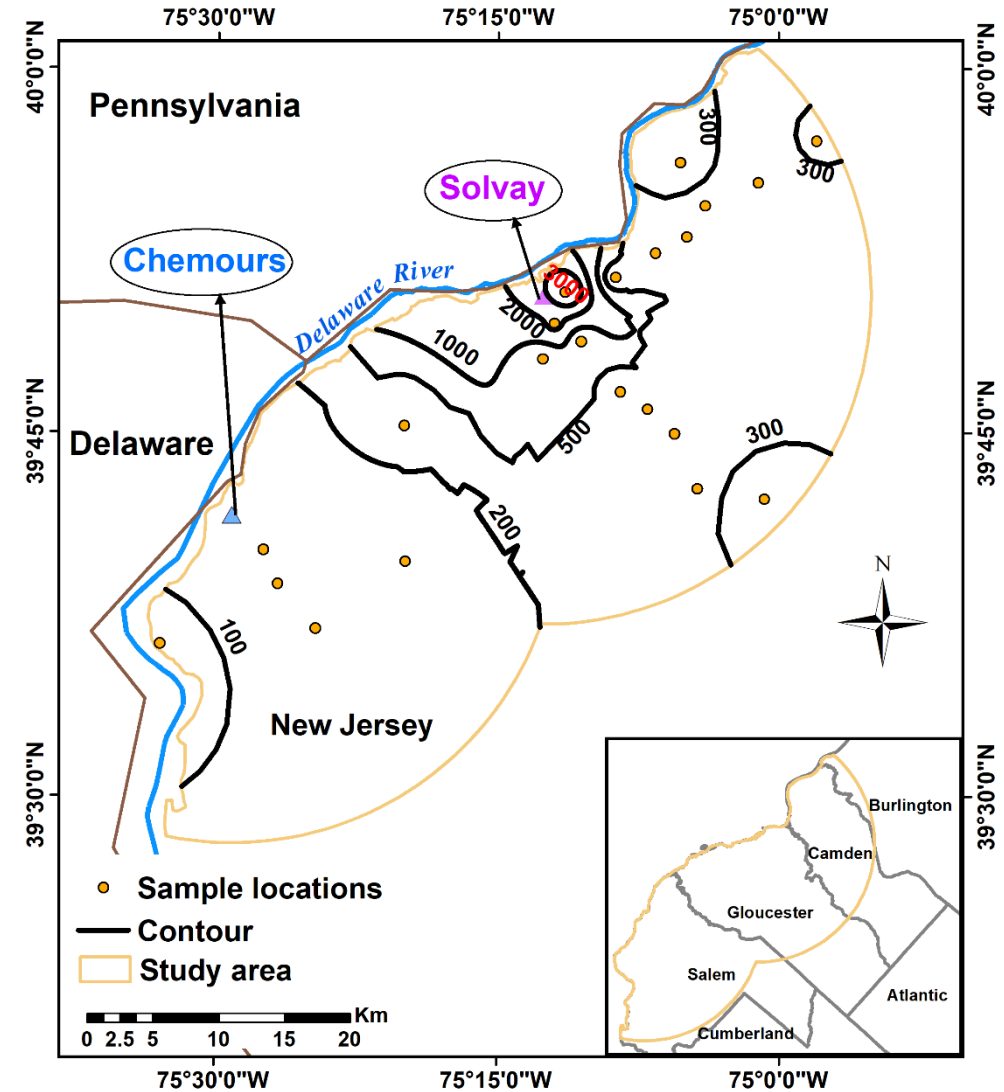 75°30'0"W
75°15'0"W
75°0'0"W
40°0'0"N
40°0'0"N
Pennsylvania
300
300
Solvay
Chemours
Delaware River
3000
2000
1000
500
300
39°45'0"N
39°45'0"N
Delaware
200
N
100
New Jersey
39°30'0"N
39°30'0"N
Burlington
Camden
Gloucester
Salem
Atlantic
Cumberland
Sample locations
Contour
Study area
Km
0 2.5 5 10 15 20
75°30'0"W
75°15'0"W
75°0'0"W